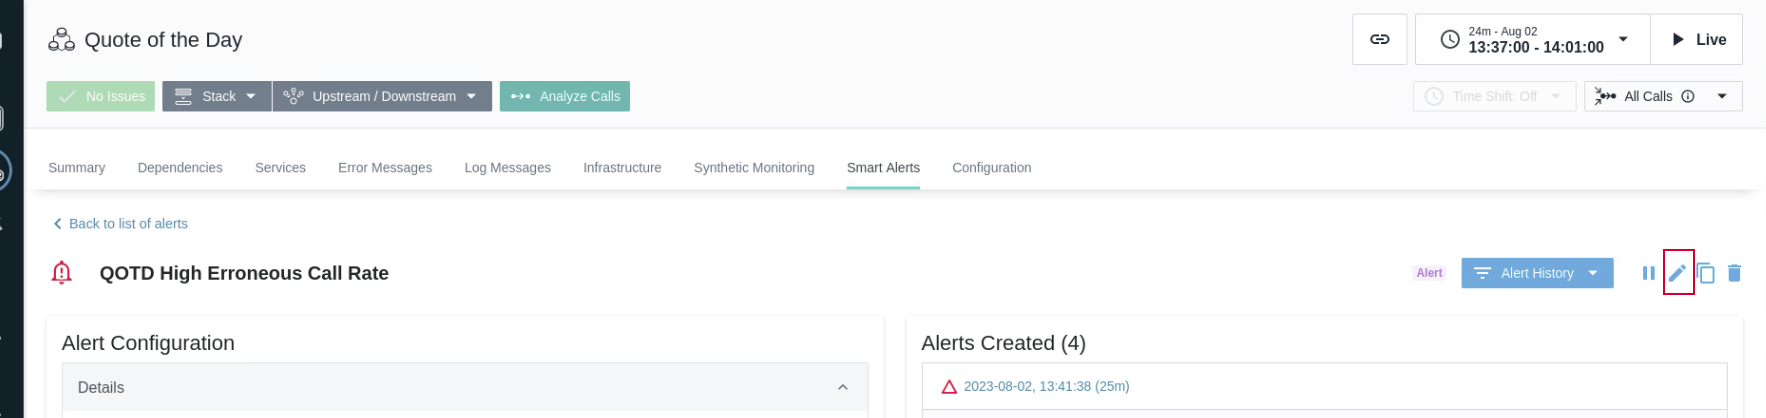 Quote of the Day
24m - Aug 02
13:37:00 - 14:01:00
Live
No Issues
Stack
Upstream / Downstream
Analyze Calls
Time Shift: Off
All Calls
Summary
Dependencies
Services
Error Messages
Log Messages
Infrastructure
Synthetic Monitoring
Smart Alerts
Configuration
Back to list of alerts
QOTD High Erroneous Call Rate
Alert
Alert History
Alert Configuration
Details
Alerts Created (4)
2023-08-02, 13:41:38 (25m)